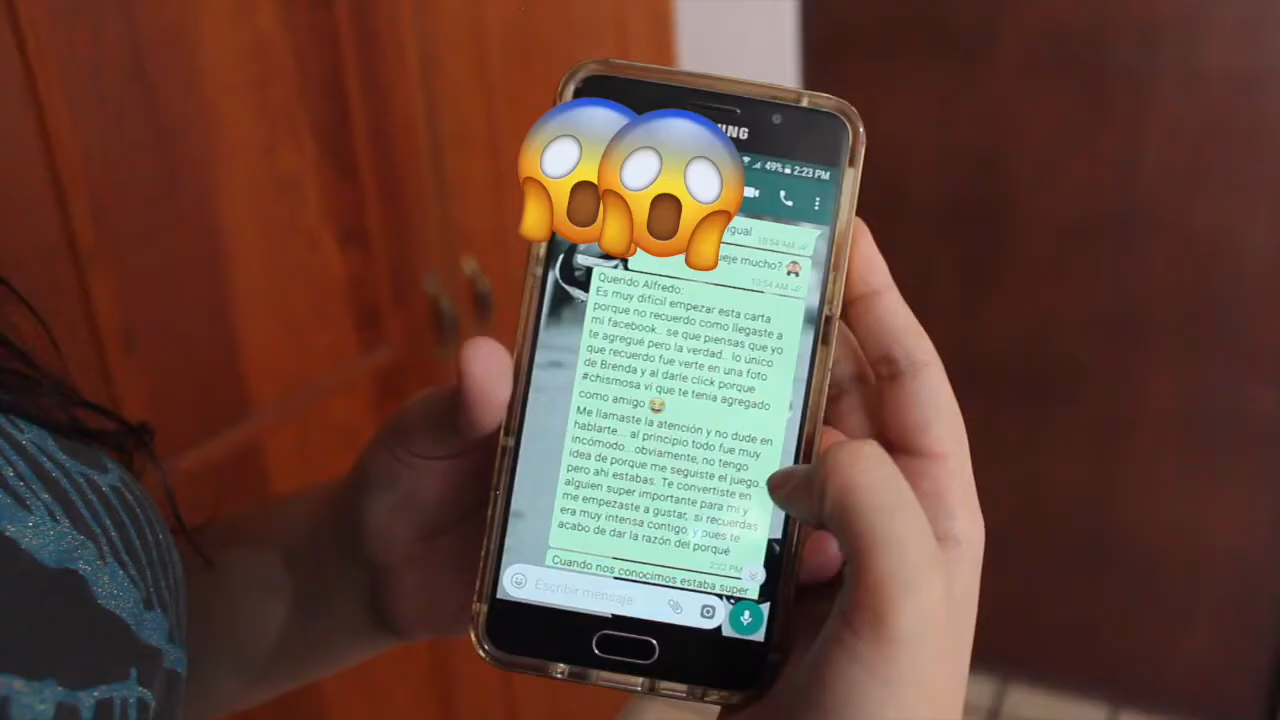 49% 2:23 PM
10:54 AM
mucho? 🙈
10:54 AM
Querido Alfredo:
Es muy difícil empezar esta carta
porque no recuerdo como llegaste a
mi facebook.. se que piensas que yo
te agregué pero la verdad.. lo único
que recuerdo fue verte en una foto
de Brenda y al darle click porque
#chismosa vi que te tenía agregado
como amigo 😂
Me llamaste la atención y no dude en
hablarte... al principio todo fue muy
incómodo...obviamente, no tengo
idea de porque me seguiste el juego..
pero ahí estabas. Te convertiste en
alguien super importante para mi y
me empezaste a gustar, si recuerdas
era muy intensa contigo, y pues te
acabo de dar la razón del porqué
2:22 PM
Cuando nos conocimos estaba super
Escribir mensaje